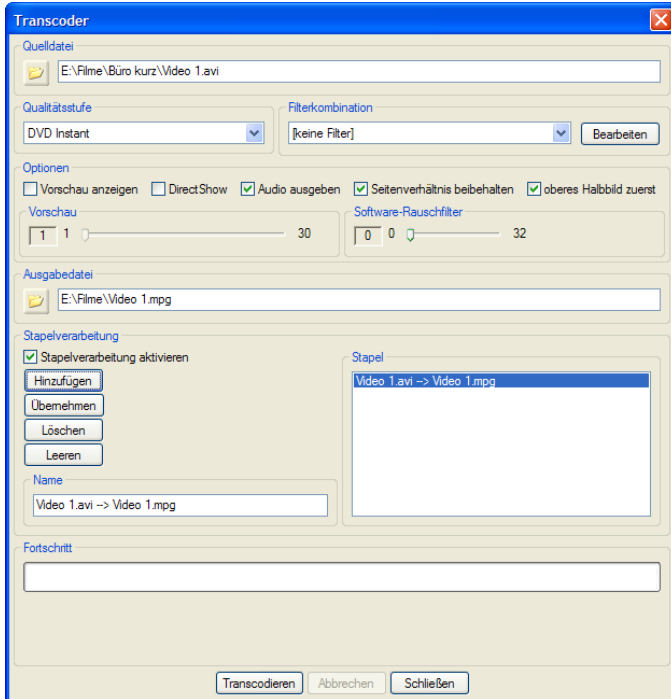 Transcoder
Quelldatei
E:\Filme\Büro kurz\Video 1.avi
Qualitätsstufe
Filterkombination
DVD Instant
[keine Filter]
Bearbeiten
Optionen
Vorschau anzeigen
DirectShow
Audio ausgeben
Seitenverhältnis beibehalten
oberes Halbbild zuerst
Vorschau
1 1 30
Software-Rauschfilter
0 0 32
Ausgabedatei
E:\Filme\Video 1.mpg
Stapelverarbeitung
Stapelverarbeitung aktivieren
Hinzufügen
Übernehmen
Löschen
Leeren
Name
Video 1.avi --> Video 1.mpg
Stapel
Video 1.avi --> Video 1.mpg
Fortschritt
Transcodieren
Abbrechen
Schließen